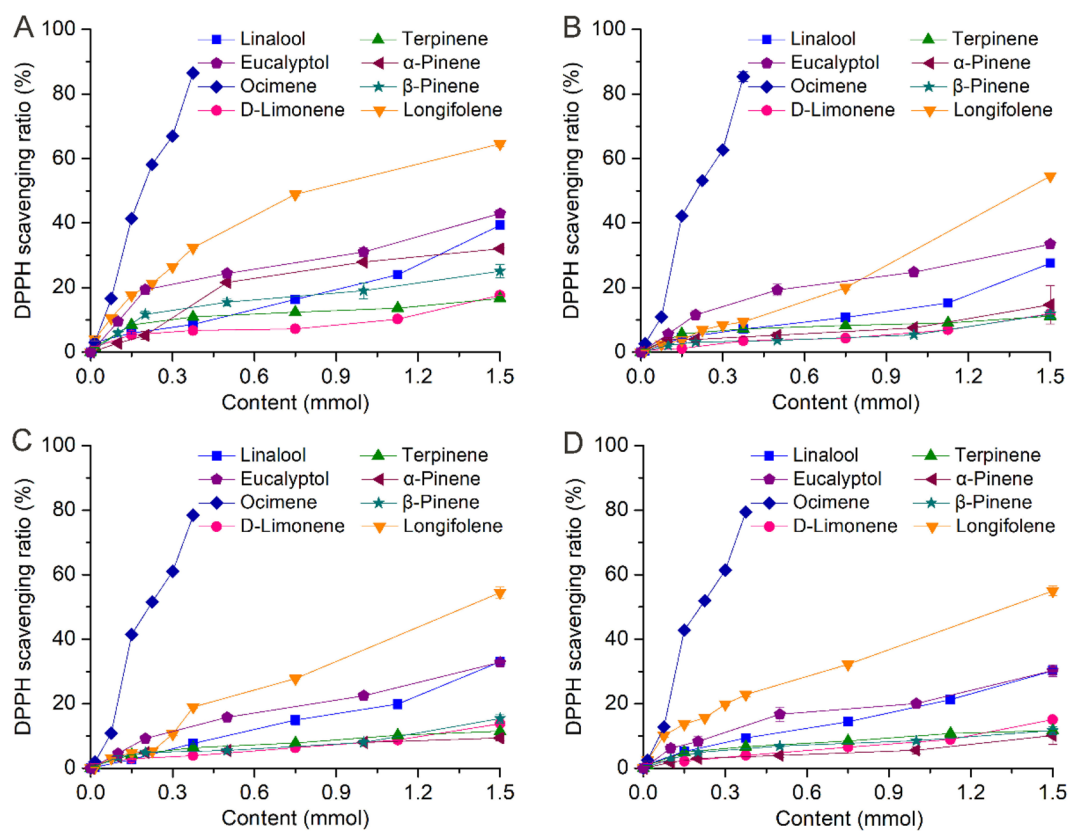 A
DPPH scavenging ratio (%)
100
80
60
40
20
0
Linalool
Eucalyptol
Ocimene
D-Limonene
Terpinene
α-Pinene
β-Pinene
Longifolene
0.0 0.3 0.6 0.9 1.2 1.5
Content (mmol)
B
DPPH scavenging ratio (%)
100
80
60
40
20
0
Linalool
Eucalyptol
Ocimene
D-Limonene
Terpinene
α-Pinene
β-Pinene
Longifolene
0.0 0.3 0.6 0.9 1.2 1.5
Content (mmol)
C
DPPH scavenging ratio (%)
100
80
60
40
20
0
Linalool
Eucalyptol
Ocimene
D-Limonene
Terpinene
α-Pinene
β-Pinene
Longifolene
0.0 0.3 0.6 0.9 1.2 1.5
Content (mmol)
D
DPPH scavenging ratio (%)
100
80
60
40
20
0
Linalool
Eucalyptol
Ocimene
D-Limonene
Terpinene
α-Pinene
β-Pinene
Longifolene
0.0 0.3 0.6 0.9 1.2 1.5
Content (mmol)